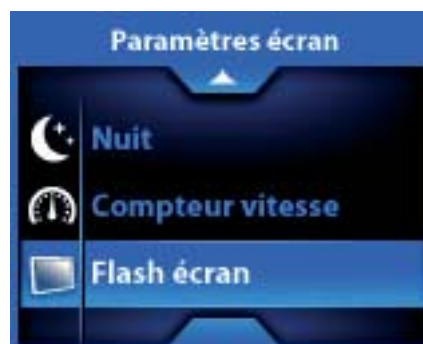 Paramètres écran
Nuit
Compteur vitesse
Flash écran